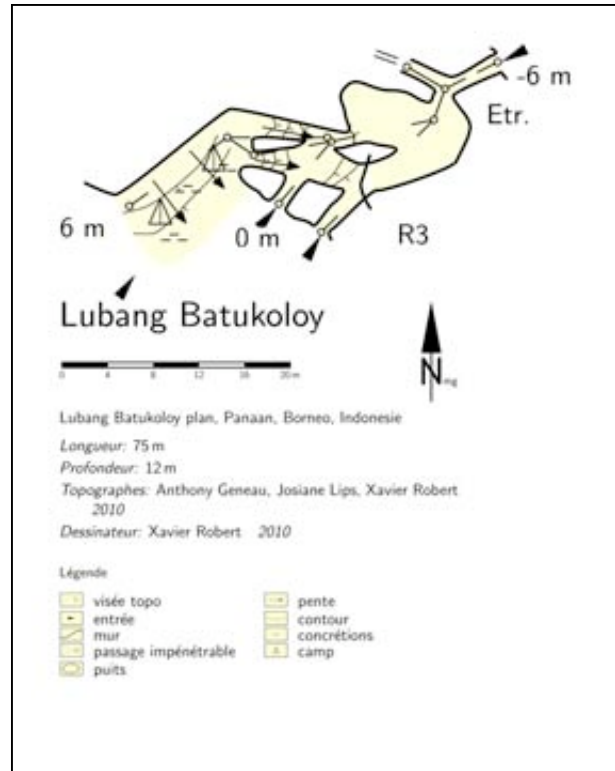 -6 m
Etr.
6 m
0 m
R3
Lubang Batukoloy
0 4 8 12 16 20 m
N mg
Lubang Batukoloy plan, Panaan, Borneo, Indonesie
Longueur: 75 m
Profondeur: 12 m
Topographes: Anthony Geneau, Josiane Lips, Xavier Robert
2010
Dessinateur: Xavier Robert 2010
Légende
visée topo
entrée
mur
passage impénétrable
puits
pente
contour
concrétions
camp